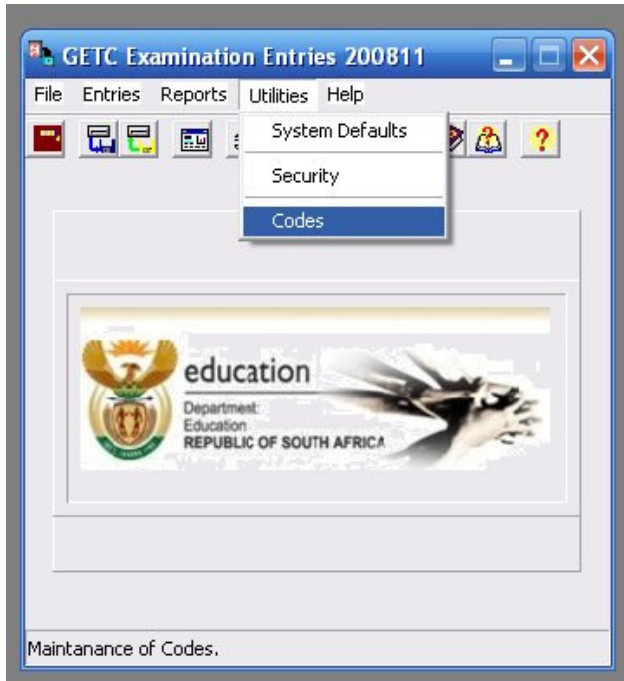 GETC Examination Entries 200811
File Entries Reports Utilities Help
System Defaults
Security
Codes
education
Department:
Education
REPUBLIC OF SOUTH AFRICA
Maintanance of Codes.